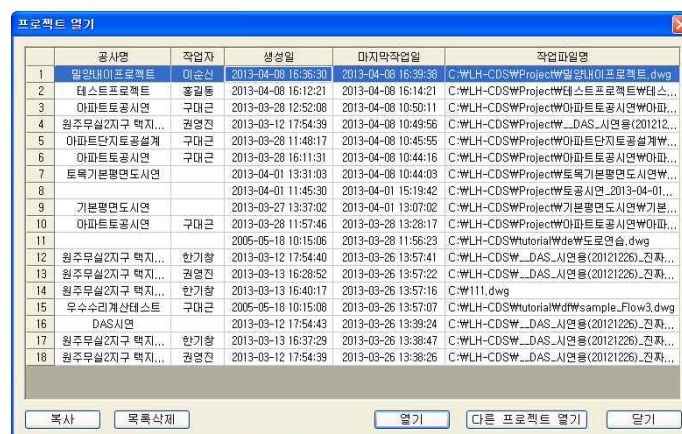 프로젝트 열기
공사명 작업자 생성일 마지막작업일 작업파일명
1 밀양내이프로젝트 이순신 2013-04-08 16:36:30 2013-04-08 16:39:38 C:₩LH-CDS₩Project₩밀양내이프로젝트.dwg
2 테스트프로젝트 홍길동 2013-04-08 16:12:21 2013-04-08 16:14:21 C:₩LH-CDS₩Project₩테스트프로젝트₩테스...
3 아파트토공시연 구대근 2013-03-28 12:52:08 2013-04-08 10:50:11 C:₩LH-CDS₩Project₩아파트토공시연₩아파...
4 원주무실2지구 택지... 권영진 2013-03-12 17:54:39 2013-04-08 10:49:56 C:₩LH-CDS₩Project₩__DAS_시연용(201212...
5 아파트단지토공설계 구대근 2013-03-28 11:48:17 2013-04-08 10:45:55 C:₩LH-CDS₩Project₩아파트단지토공설계₩...
6 아파트토공시연 구대근 2013-03-28 16:11:31 2013-04-08 10:44:16 C:₩LH-CDS₩Project₩아파트토공시연₩아파...
7 토목기본평면도시연 2013-04-01 13:31:03 2013-04-08 10:44:03 C:₩LH-CDS₩Project₩토목기본평면도시연₩...
8 2013-04-01 11:45:30 2013-04-01 15:19:42 C:₩LH-CDS₩Project₩토공시연_2013-04-01...
9 기본평면도시연 2013-03-27 13:37:02 2013-04-01 13:07:02 C:₩LH-CDS₩Project₩기본평면도시연₩기본...
10 아파트토공시연 구대근 2013-03-28 11:57:46 2013-03-28 13:28:17 C:₩LH-CDS₩Project₩아파트토공시연₩아파...
11 2005-05-18 10:15:06 2013-03-28 11:56:23 C:₩LH-CDS₩tutorial₩de₩도로연습.dwg
12 원주무실2지구 택지... 한기창 2013-03-12 17:54:40 2013-03-26 13:57:41 C:₩LH-CDS₩__DAS_시연용(20121226)_진짜...
13 원주무실2지구 택지... 권영진 2013-03-13 16:28:52 2013-03-26 13:57:22 C:₩LH-CDS₩__DAS_시연용(20121226)_진짜...
14 원주무실2지구 택지... 한기창 2013-03-13 16:40:17 2013-03-26 13:57:16 C:₩111.dwg
15 우수수리계산테스트 구대근 2005-05-18 10:15:08 2013-03-26 13:57:07 C:₩LH-CDS₩tutorial₩df₩sample_Flow3.dwg
16 DAS시연 2013-03-12 17:54:43 2013-03-26 13:39:24 C:₩LH-CDS₩__DAS_시연용(20121226)_진짜...
17 원주무실2지구 택지... 한기창 2013-03-13 16:37:29 2013-03-26 13:38:47 C:₩LH-CDS₩__DAS_시연용(20121226)_진짜...
18 원주무실2지구 택지... 권영진 2013-03-12 17:54:39 2013-03-26 13:38:26 C:₩LH-CDS₩__DAS_시연용(20121226)_진짜...
복사 목록삭제 열기 다른 프로젝트 열기 닫기